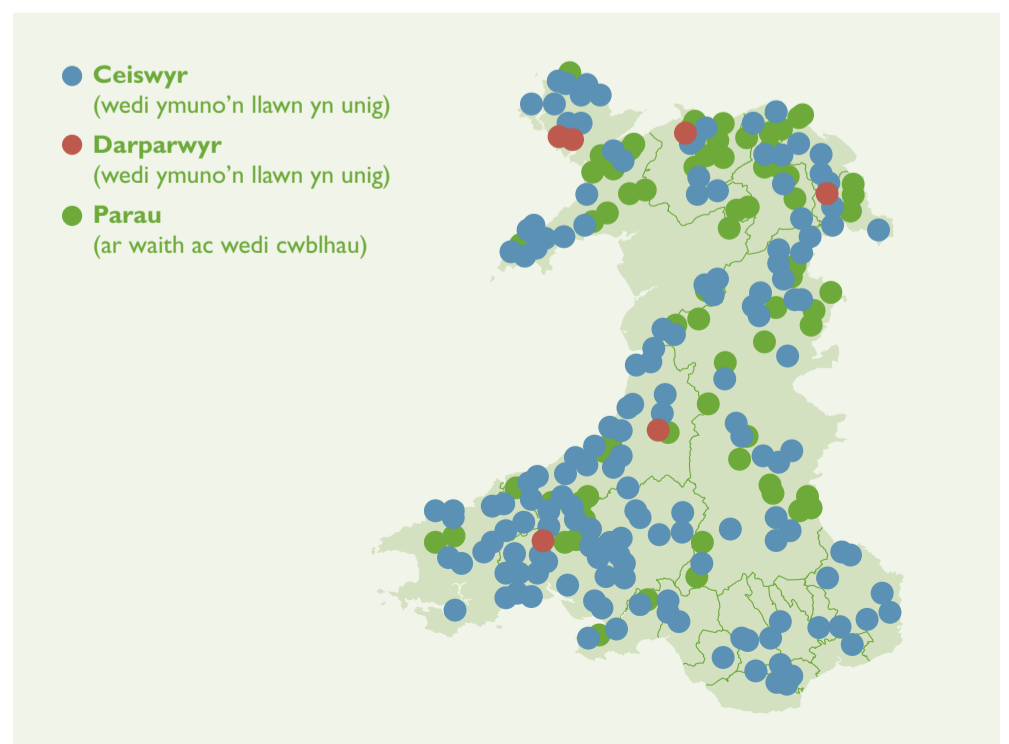 Ceiswyr
(wedi ymuno’n llawn yn unig)
Darparwyr
(wedi ymuno’n llawn yn unig)
Parau
(ar waith ac wedi cwblhau)